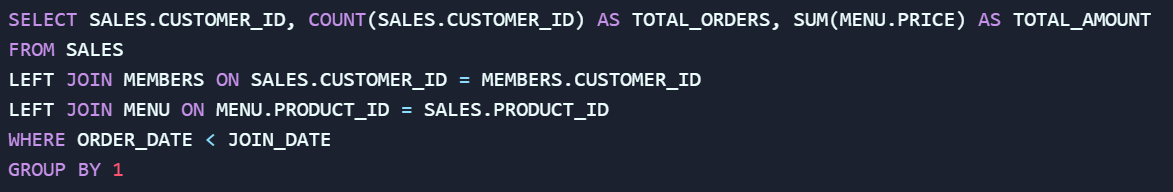 SELECT SALES.CUSTOMER_ID, COUNT(SALES.CUSTOMER_ID) AS TOTAL_ORDERS, SUM(MENU.PRICE) AS TOTAL_AMOUNT
FROM SALES
LEFT JOIN MEMBERS ON SALES.CUSTOMER_ID = MEMBERS.CUSTOMER_ID
LEFT JOIN MENU ON MENU.PRODUCT_ID = SALES.PRODUCT_ID
WHERE ORDER_DATE < JOIN_DATE
GROUP BY 1